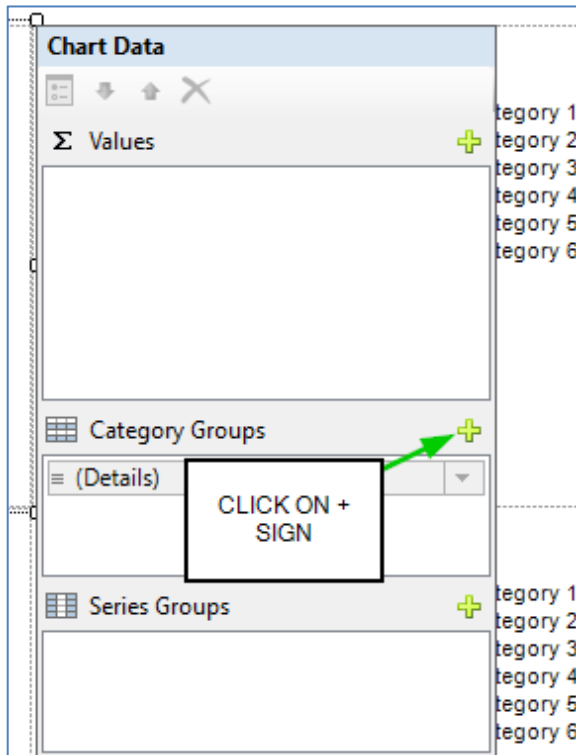 Chart Data
Σ Values
tegory 1
tegory 2
tegory 3
tegory 4
tegory 5
tegory 6
Category Groups
(Details)
CLICK ON +
SIGN
Series Groups
tegory 1
tegory 2
tegory 3
tegory 4
tegory 5
tegory 6